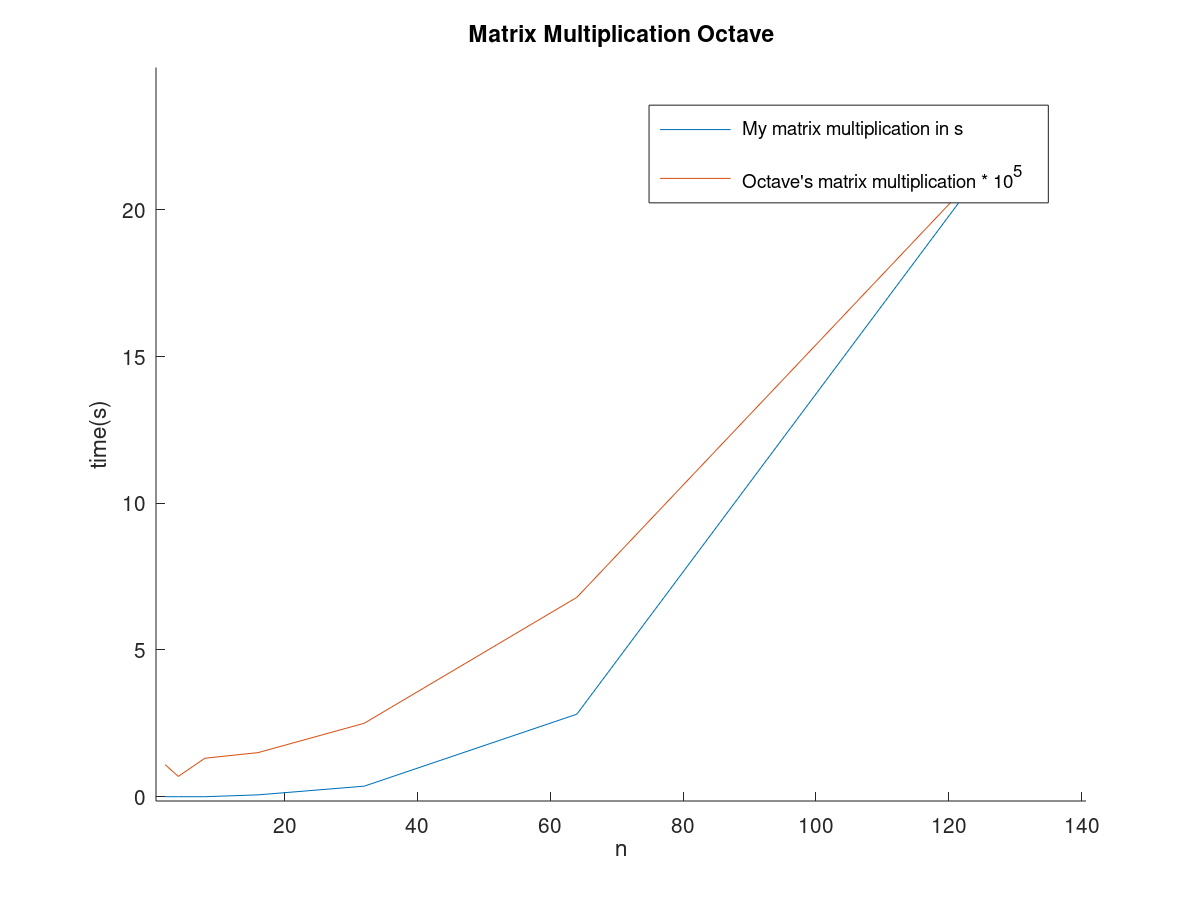 Matrix Multiplication Octave
My matrix multiplication in s
Octave's matrix multiplication * 10^5
time(s)
20
15
10
5
0
20 40 60 80 100 120 140
n